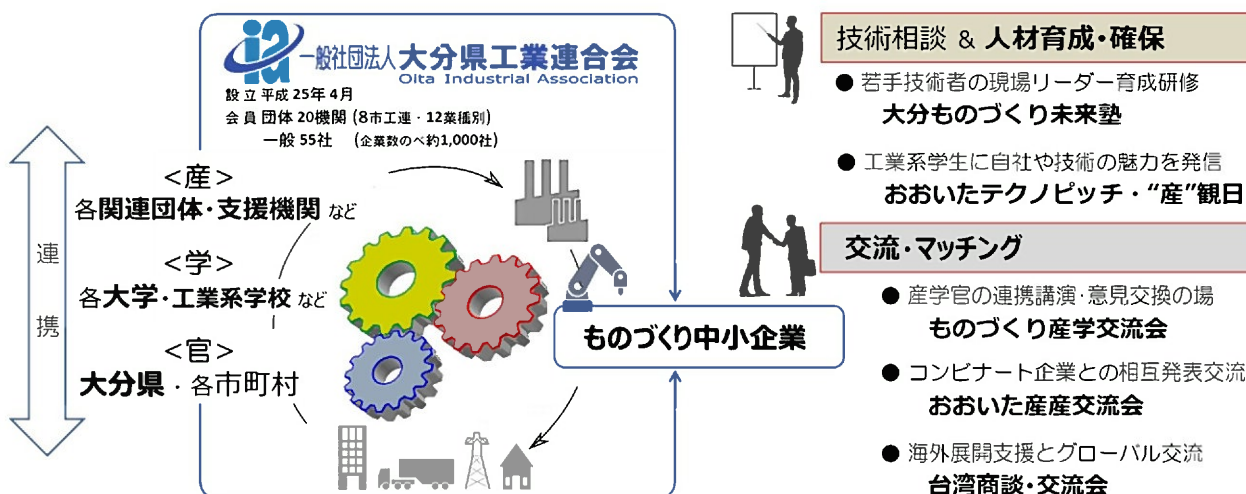 ia 一般社団法人 大分県工業連合会
Oita Industrial Association
設立 平成25年4月
会員 団体20機関 (8市工連・12業種別)
一般 55社 (企業数のべ約1,000社)
連携
<産>
各関連団体・支援機関 など
<学>
各大学・工業系学校 など
<官>
大分県・各市町村
ものづくり中小企業
技術相談 & 人材育成・確保
● 若手技術者の現場リーダー育成研修
大分ものづくり未来塾
● 工業系学生に自社や技術の魅力を発信
おおいたテクノピッチ・“産”観日
交流・マッチング
● 産学官の連携講演・意見交換の場
ものづくり産学交流会
● コンビナート企業との相互発表交流
おおいた産産交流会
● 海外展開支援とグローバル交流
台湾商談・交流会